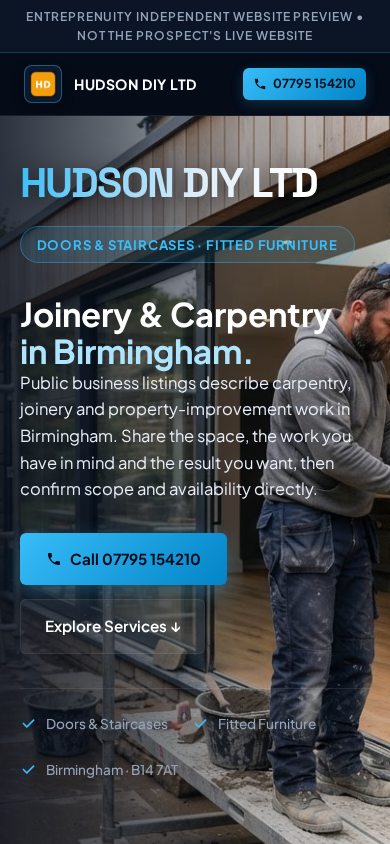 ENTREPRENUITY INDEPENDENT WEBSITE PREVIEW •
NOT THE PROSPECT'S LIVE WEBSITE
HD HUDSON DIY LTD 07795 154210
HUDSON DIY LTD
DOORS & STAIRCASES · FITTED FURNITURE
Joinery & Carpentry
in Birmingham.
Public business listings describe carpentry,
joinery and property-improvement work in
Birmingham. Share the space, the work you
have in mind and the result you want, then
confirm scope and availability directly.
Call 07795 154210
Explore Services ↓
Doors & Staircases Fitted Furniture
Birmingham · B14 7AT